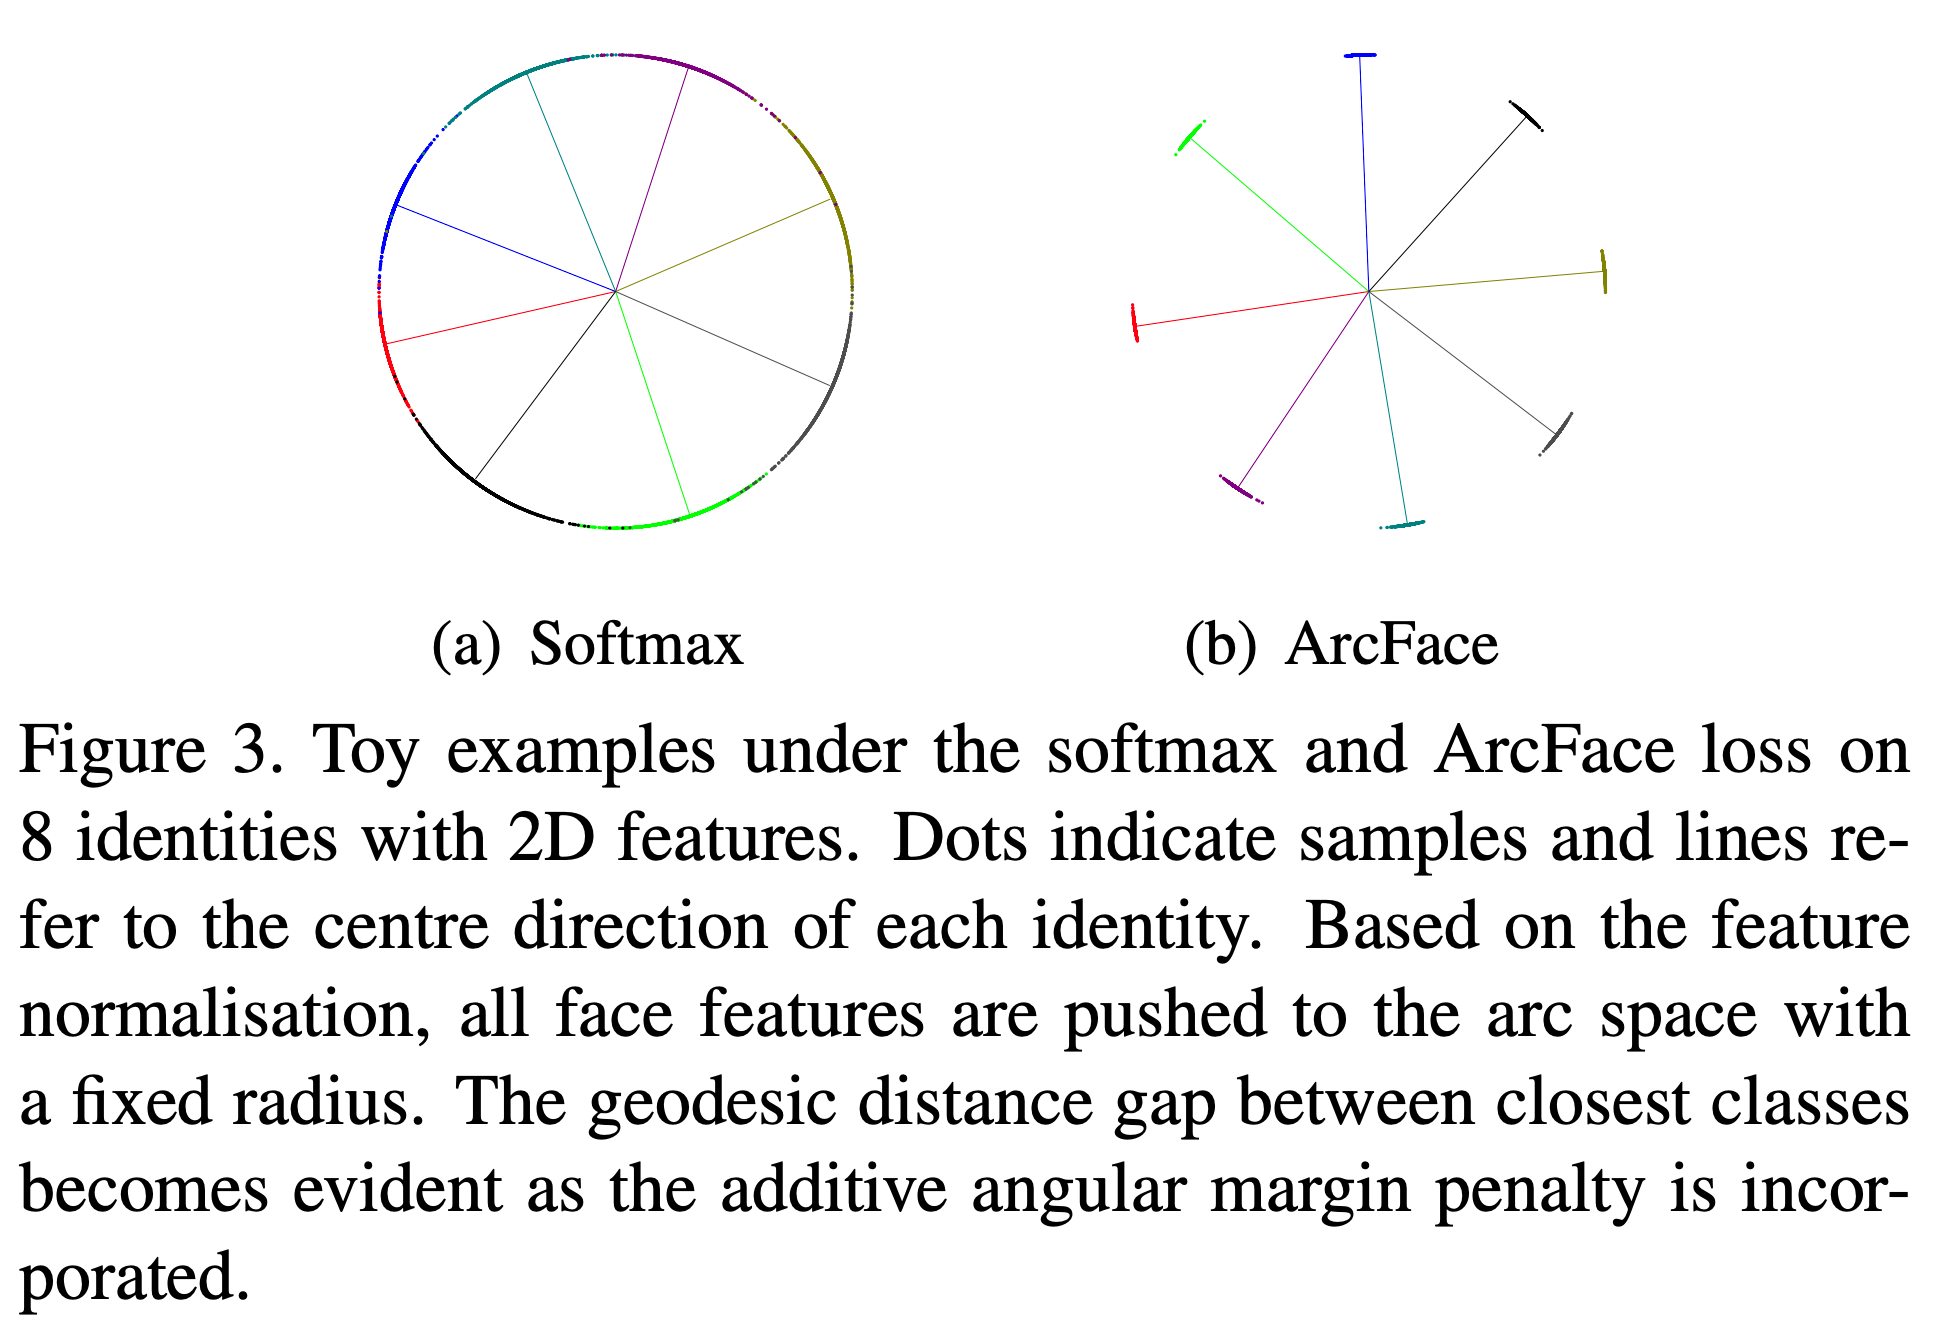 (a) Softmax
(b) ArcFace
Figure 3. Toy examples under the softmax and ArcFace loss on
8 identities with 2D features. Dots indicate samples and lines re-
fer to the centre direction of each identity. Based on the feature
normalisation, all face features are pushed to the arc space with
a fixed radius. The geodesic distance gap between closest classes
becomes evident as the additive angular margin penalty is incor-
porated.